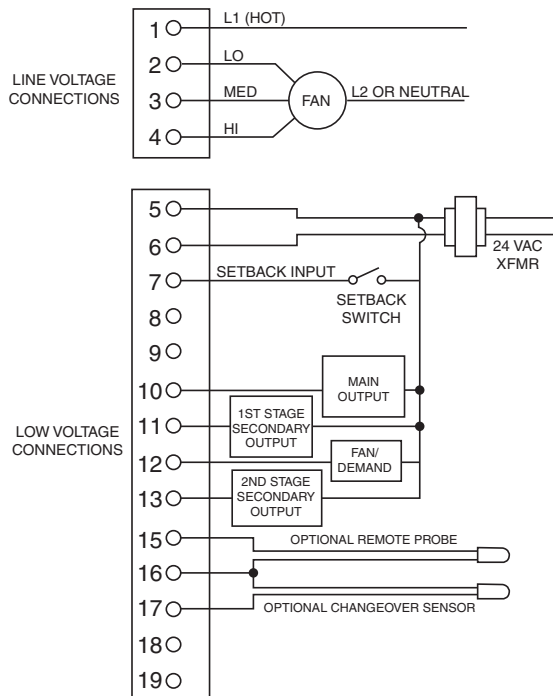 1
L1 (HOT)
2
LO
LINE VOLTAGE
CONNECTIONS
3
MED
FAN
L2 OR NEUTRAL
4
HI
5
6
24 VAC
XFMR
7
SETBACK INPUT
SETBACK
SWITCH
8
9
10
MAIN
OUTPUT
11
1ST STAGE
SECONDARY
OUTPUT
LOW VOLTAGE
CONNECTIONS
12
FAN/
DEMAND
13
2ND STAGE
SECONDARY
OUTPUT
15
OPTIONAL REMOTE PROBE
16
17
OPTIONAL CHANGEOVER SENSOR
18
19